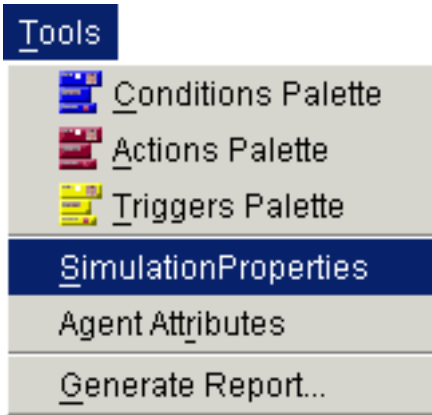 Tools
Conditions Palette
Actions Palette
Triggers Palette
SimulationProperties
Agent Attributes
Generate Report...